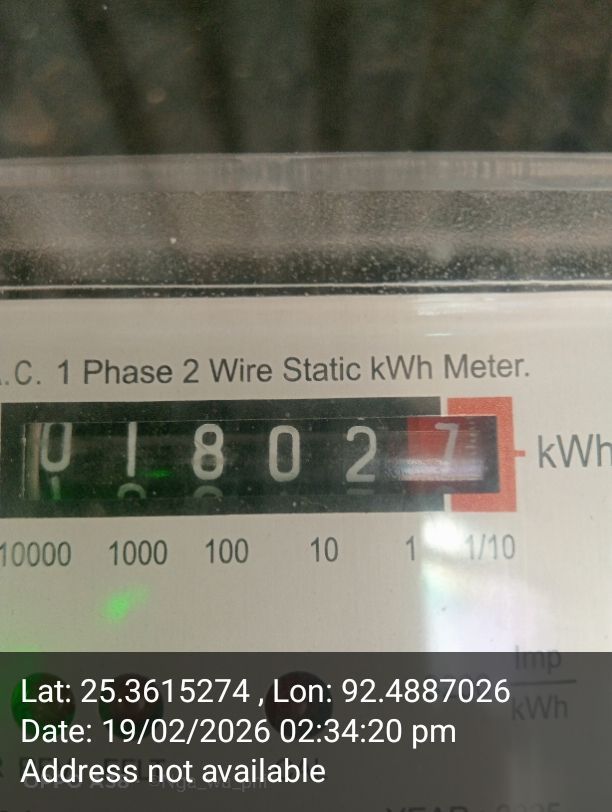 .C. 1 Phase 2 Wire Static kWh Meter.
0 1 8 0 2 7 kWh
10000 1000 100 10 1 1/10
Imp
kWh
Lat: 25.3615274 , Lon: 92.4887026
Date: 19/02/2026 02:34:20 pm
Address not available